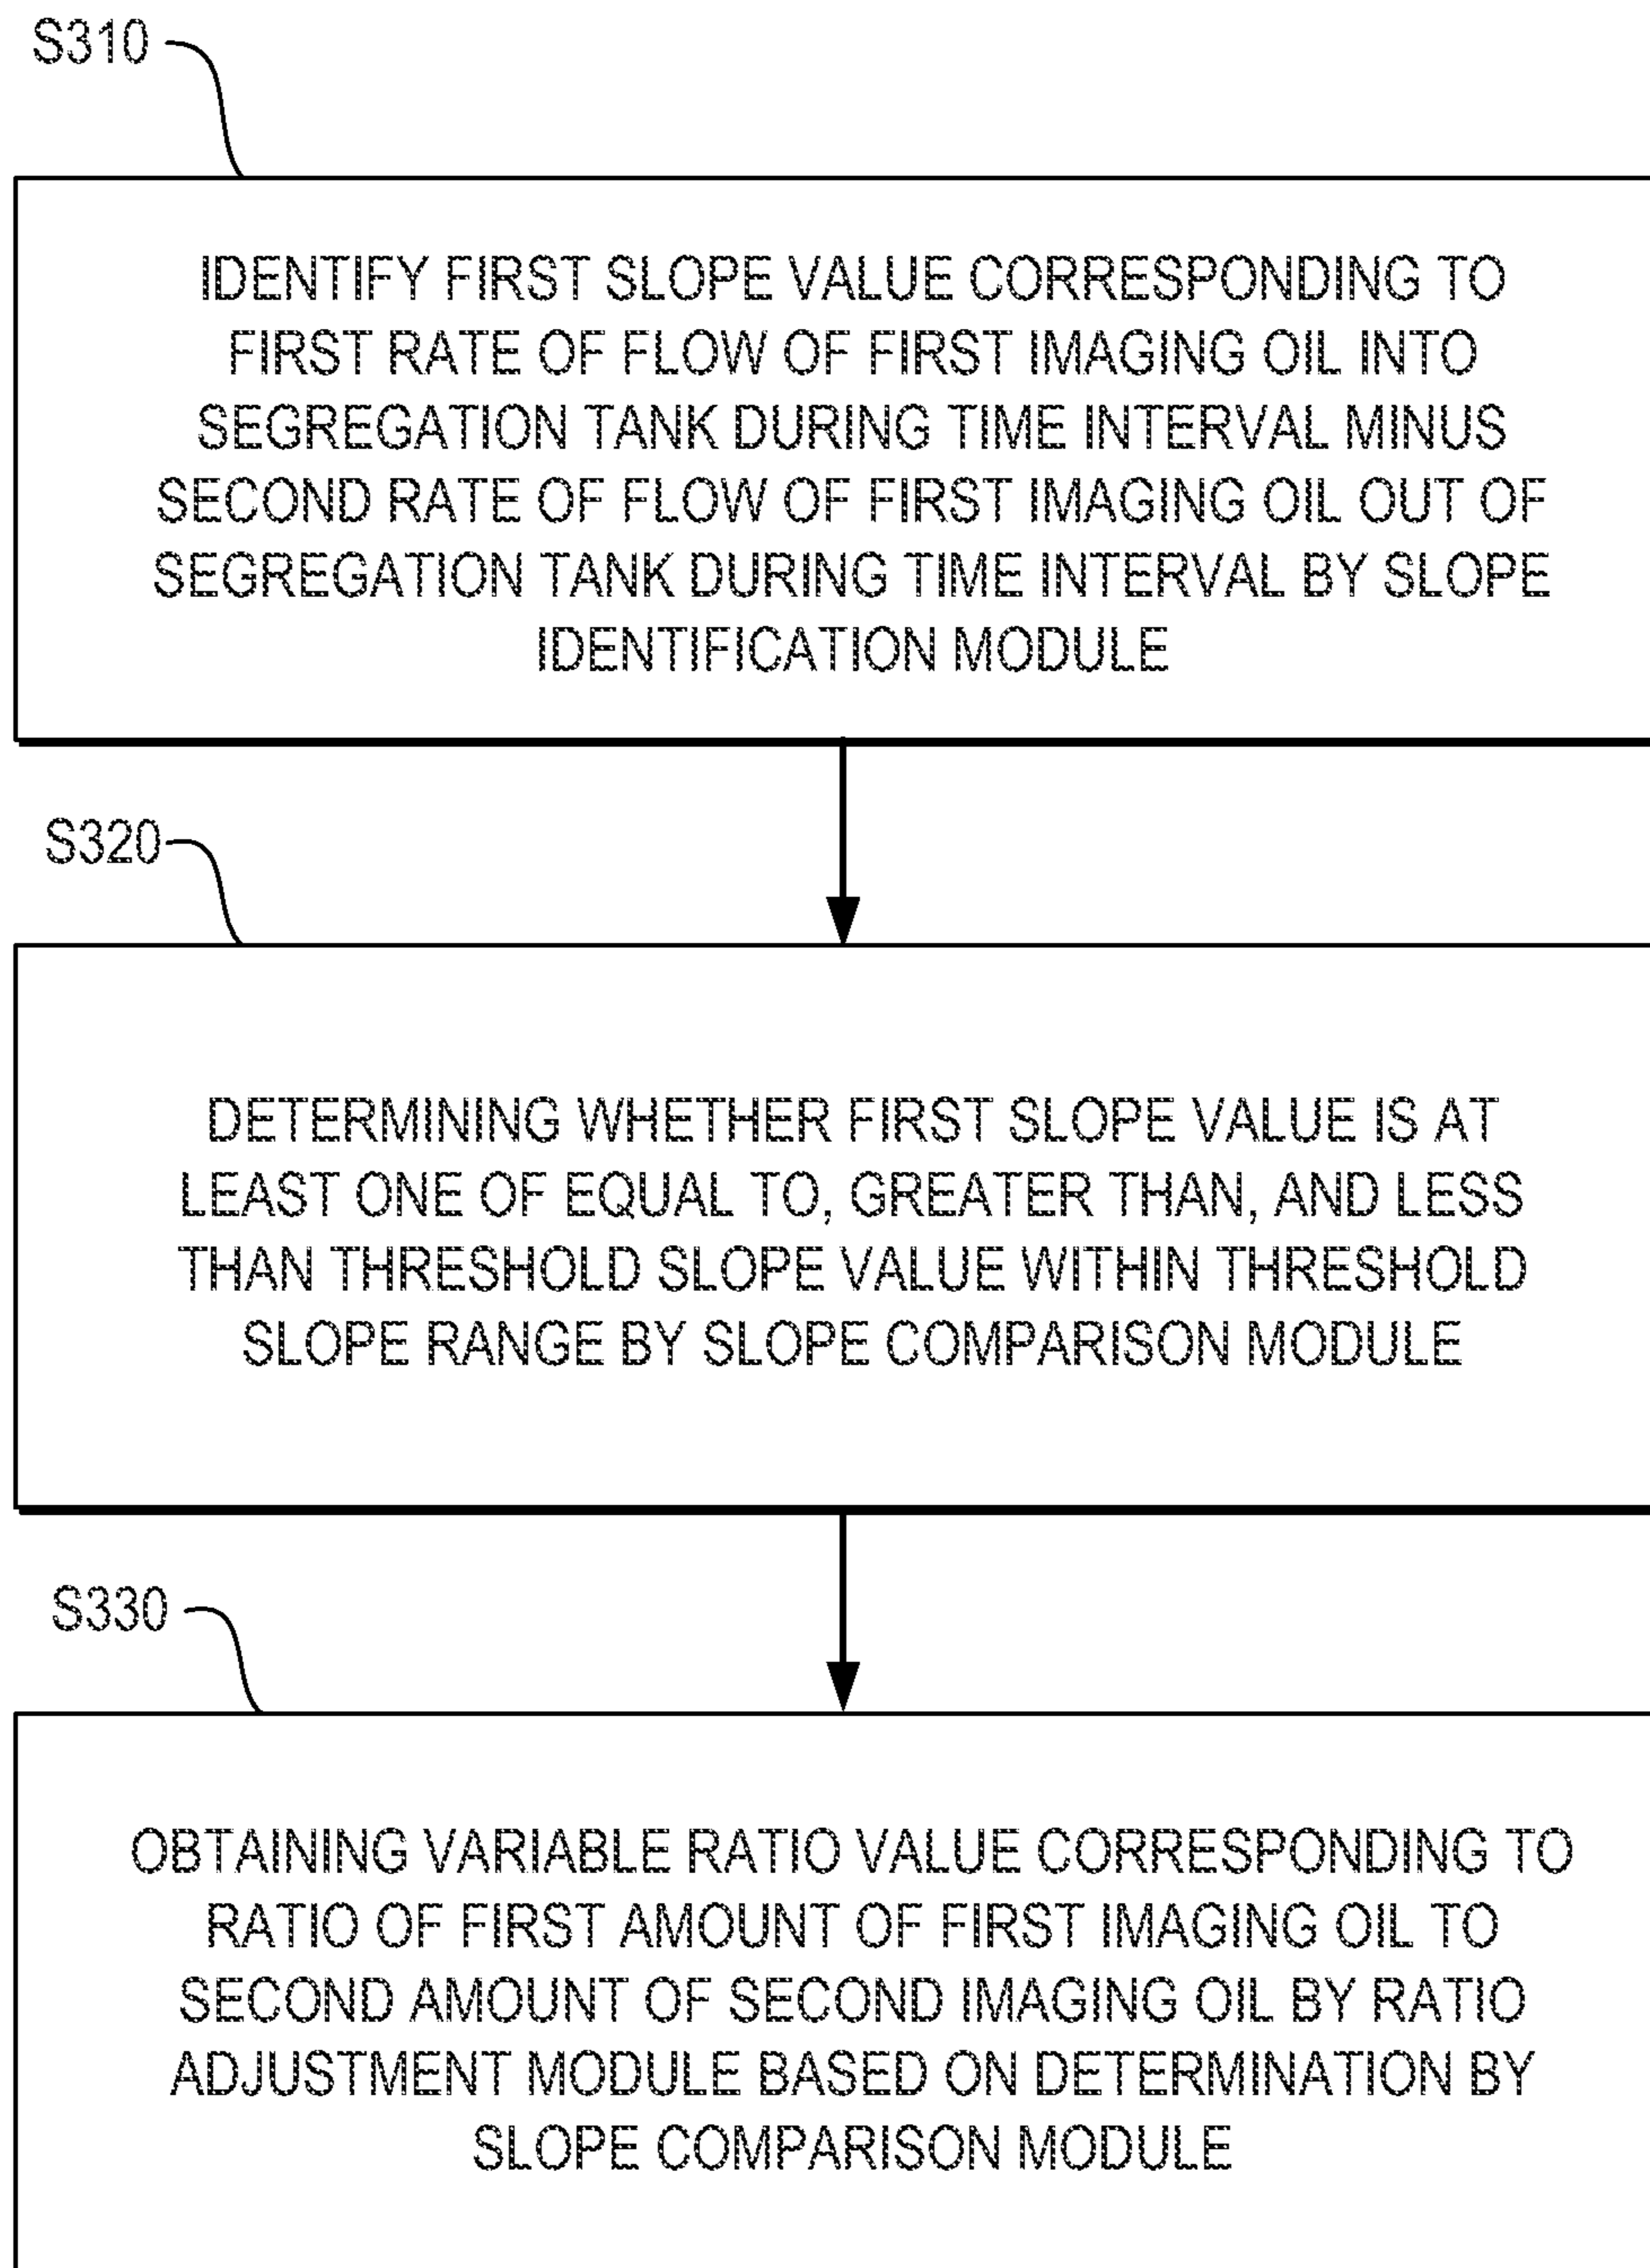 S310
IDENTIFY FIRST SLOPE VALUE CORRESPONDING TO
FIRST RATE OF FLOW OF FIRST IMAGING OIL INTO
SEGREGATION TANK DURING TIME INTERVAL MINUS
SECOND RATE OF FLOW OF FIRST IMAGING OIL OUT OF
SEGREGATION TANK DURING TIME INTERVAL BY SLOPE
IDENTIFICATION MODULE
S320
DETERMINING WHETHER FIRST SLOPE VALUE IS AT
LEAST ONE OF EQUAL TO, GREATER THAN, AND LESS
THAN THRESHOLD SLOPE VALUE WITHIN THRESHOLD
SLOPE RANGE BY SLOPE COMPARISON MODULE
S330
OBTAINING VARIABLE RATIO VALUE CORRESPONDING TO
RATIO OF FIRST AMOUNT OF FIRST IMAGING OIL TO
SECOND AMOUNT OF SECOND IMAGING OIL BY RATIO
ADJUSTMENT MODULE BASED ON DETERMINATION BY
SLOPE COMPARISON MODULE